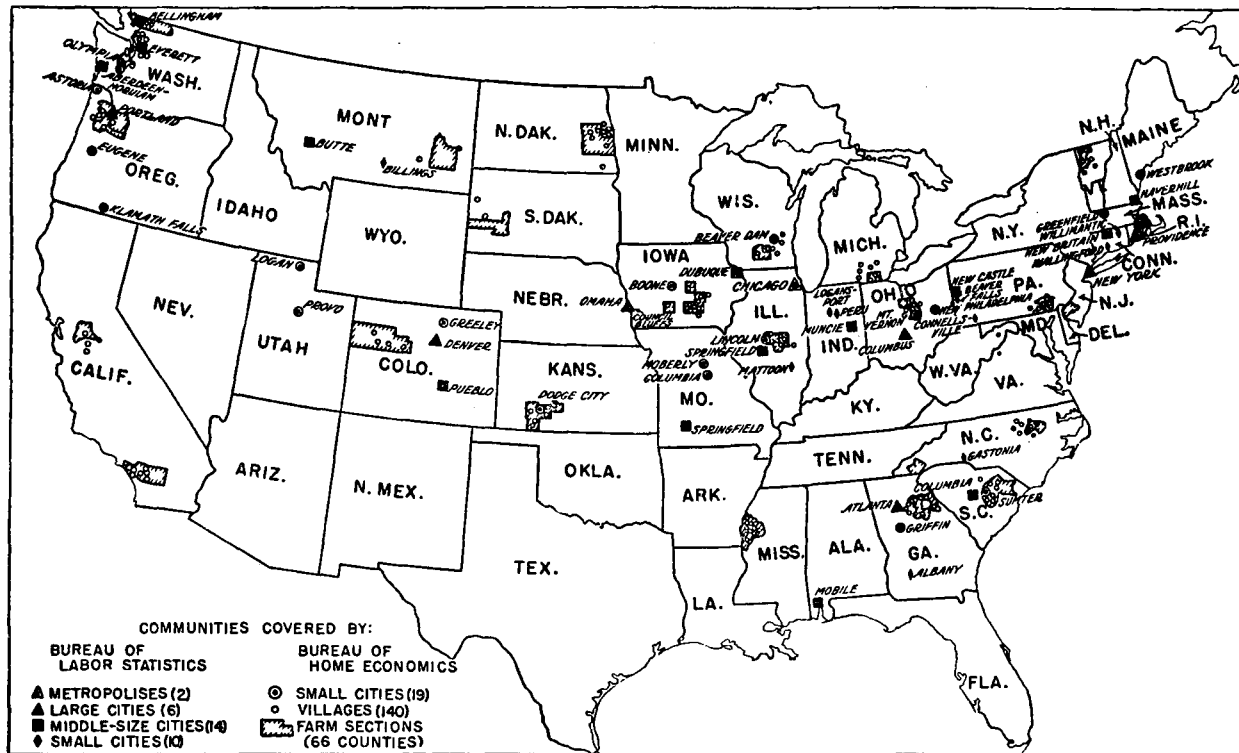 BELLINGHAM
OLYMPIA
EVERETT
WASH.
ABERDEEN-
HOQUIAM
ASTORIA
PORTLAND
EUGENE
OREG.
KLAMATH FALLS
MONT
BUTTE
BILLINGS
IDAHO
WYO.
N. DAK.
S. DAK.
MINN.
WIS.
BEAVER DAM
MICH.
IOWA
DUBUQUE
BOONE
COUNCIL
BLUFFS
OMAHA
NEBR.
CHICAGO
ILL.
LINCOLN
SPRINGFIELD
MATTOON
LOGANS-
PORT
PERU
MUNCIE
IND.
OHIO
MT.
VERNON
COLUMBUS
NEW PHILADELPHIA
NEW CASTLE
BEAVER
FALLS
CONNELLS-
VILLE
PA.
N.Y.
N.H.
MAINE
WESTBROOK
HAVERHILL
MASS.
GREENFIELD
WILLIMANTIC
R.I.
NEW BRITAIN
PROVIDENCE
WALLINGFORD
CONN.
NEW YORK
N.J.
MD.
DEL.
W.VA.
VA.
KY.
LOGAN
NEV.
PROVO
UTAH
GREELEY
DENVER
COLO.
PUEBLO
KANS.
DODGE CITY
MOBERLY
COLUMBIA
MO.
SPRINGFIELD
CALIF.
ARIZ.
N. MEX.
OKLA.
ARK.
TENN.
N.C.
GASTONIA
COLUMBIA
S.C.
SUMTER
ATLANTA
GRIFFIN
GA.
ALBANY
MISS.
ALA.
MOBILE
LA.
TEX.
FLA.
COMMUNITIES COVERED BY:
BUREAU OF
LABOR STATISTICS
METROPOLISES (2)
LARGE CITIES (6)
MIDDLE-SIZE CITIES (14)
SMALL CITIES (10)
BUREAU OF
HOME ECONOMICS
SMALL CITIES (19)
VILLAGES (140)
FARM SECTIONS
(66 COUNTIES)